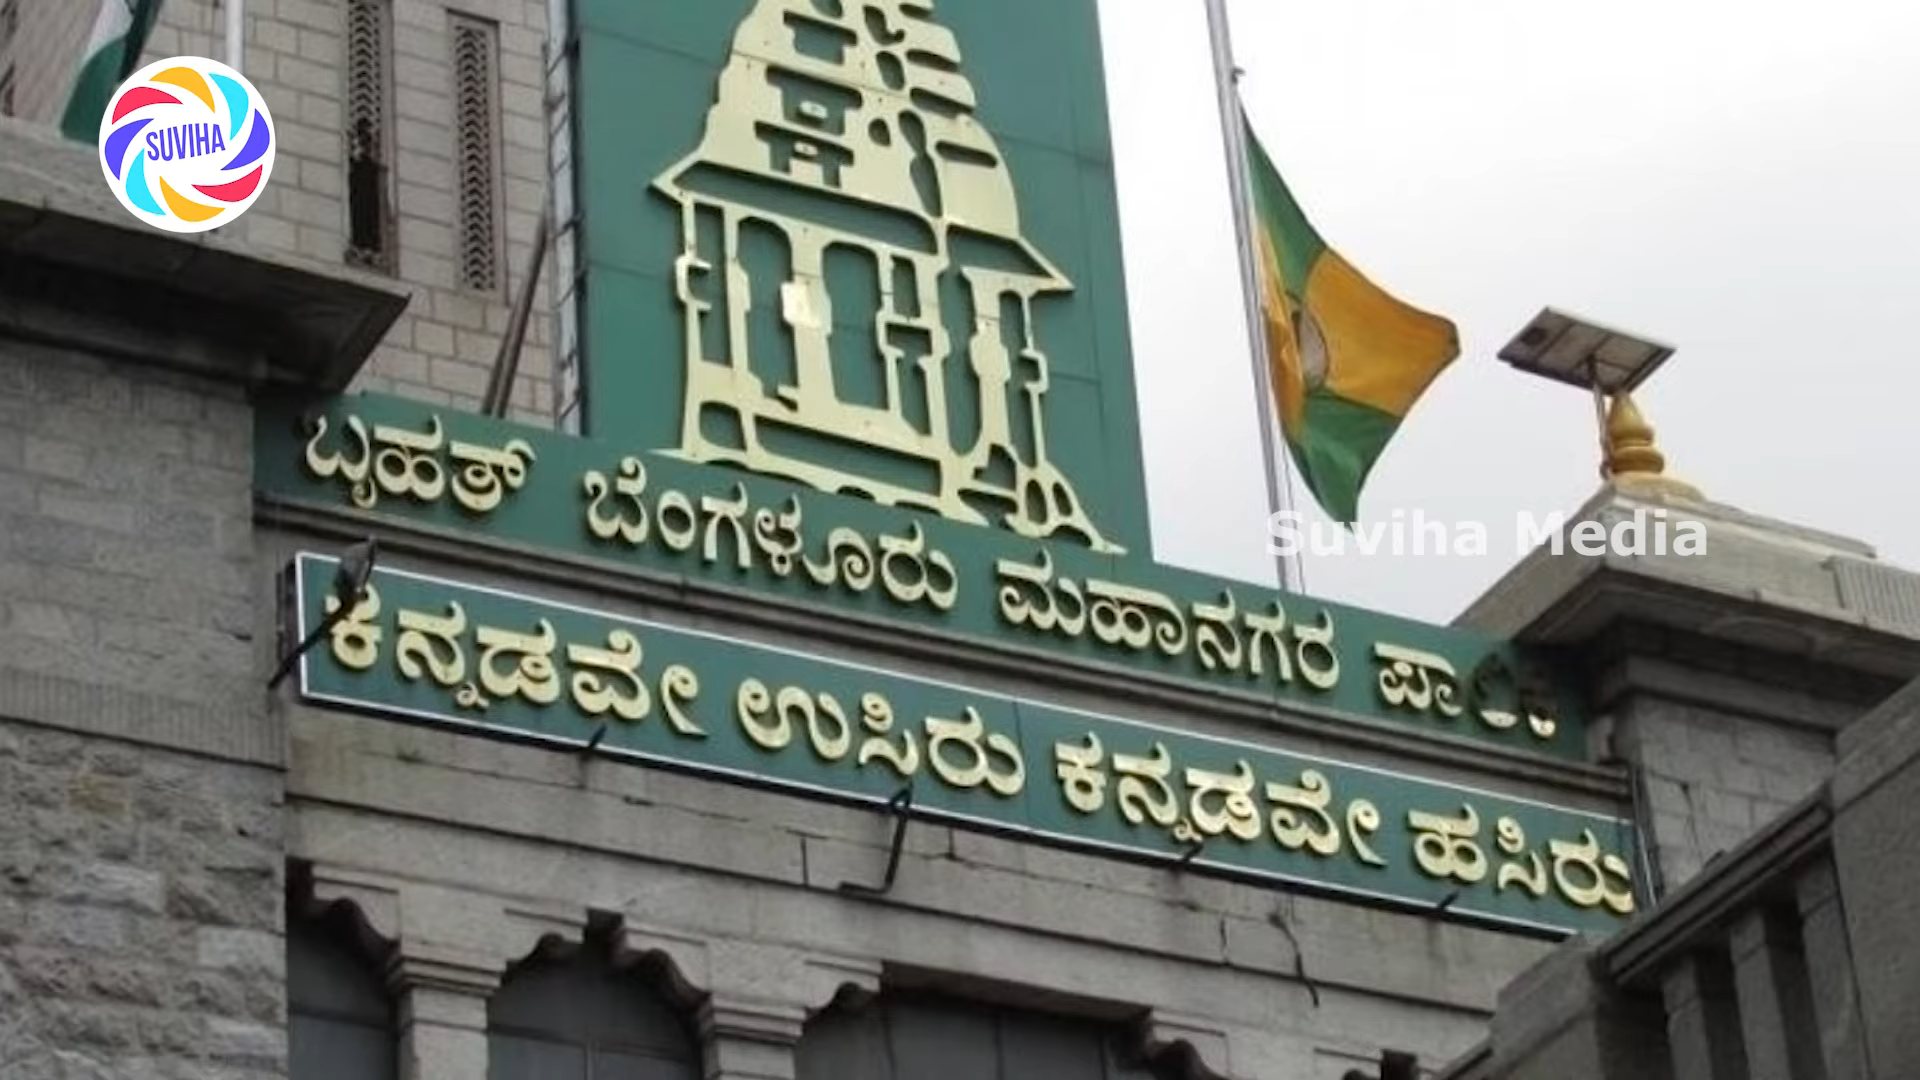 SUVIHA
ಬೃಹತ್ ಬೆಂಗಳೂರು ಮಹಾನಗರ
Suviha Media
ಕನ್ನಡವೇ ಉಸಿರು ಕನ್ನಡವೇ ಹಸಿರು